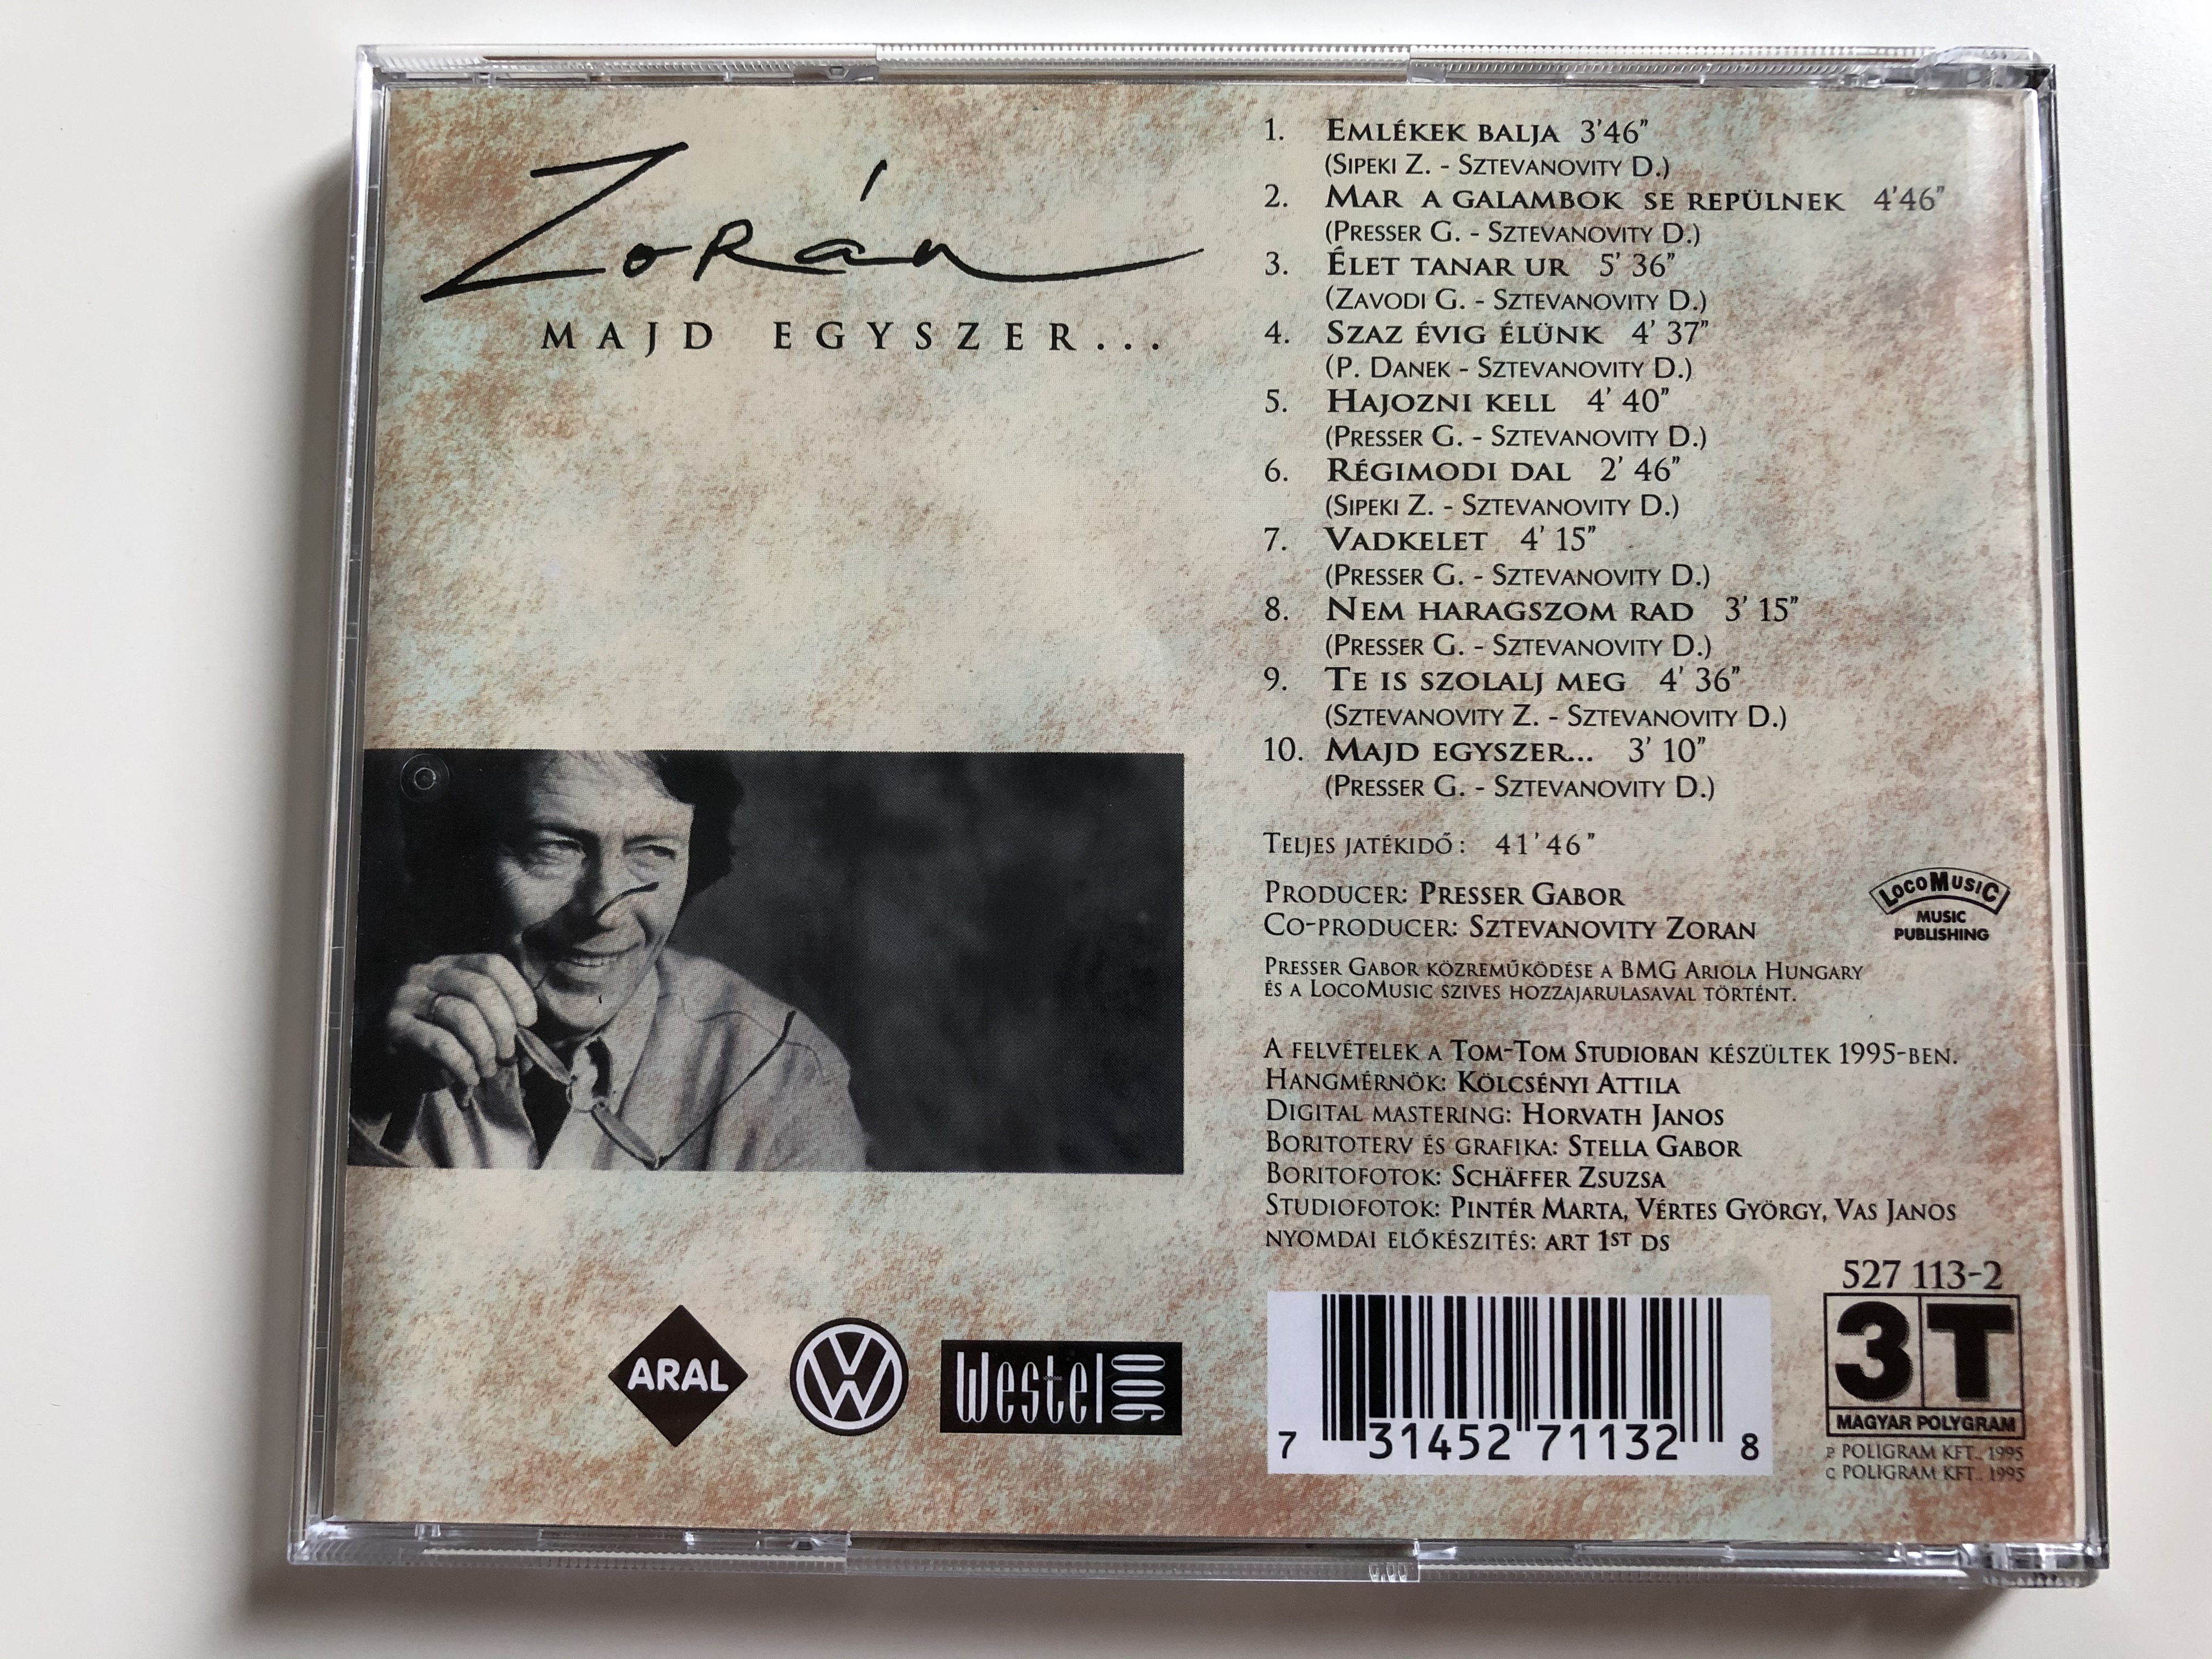 Zorán
MAJD EGYSZER...
1. EMLÉKEK BALJA 3'46"
(SIPEKI Z. - SZTEVANOVITY D.)
2. MAR A GALAMBOK SE REPÜLNEK 4'46"
(PRESSER G. - SZTEVANOVITY D.)
3. ÉLET TANAR UR 5' 36"
(ZAVODI G. - SZTEVANOVITY D.)
4. SZAZ ÉVIG ÉLÜNK 4' 37"
(P. DANEK - SZTEVANOVITY D.)
5. HAJOZNI KELL 4' 40"
(PRESSER G. - SZTEVANOVITY D.)
6. RÉGIMODI DAL 2' 46"
(SIPEKI Z. - SZTEVANOVITY D.)
7. VADKELET 4' 15"
(PRESSER G. - SZTEVANOVITY D.)
8. NEM HARAGSZOM RAD 3' 15"
(PRESSER G. - SZTEVANOVITY D.)
9. TE IS SZOLALJ MEG 4' 36"
(SZTEVANOVITY Z. - SZTEVANOVITY D.)
10. MAJD EGYSZER... 3' 10"
(PRESSER G. - SZTEVANOVITY D.)
TELJES JATÉKIDŐ: 41'46"
PRODUCER: PRESSER GABOR
CO-PRODUCER: SZTEVANOVITY ZORAN
LOCOMUSIC
MUSIC
PUBLISHING
PRESSER GABOR KÖZREMŰKÖDÉSE A BMG ARIOLA HUNGARY
ÉS A LOCOMUSIC SZIVES HOZZAJARULASAVAL TÖRTÉNT.
A FELVÉTELEK A TOM-TOM STUDIOBAN KÉSZÜLTEK 1995-BEN.
HANGMÉRNÖK: KÖLCSÉNYI ATTILA
DIGITAL MASTERING: HORVATH JANOS
BORITOTERV ÉS GRAFIKA: STELLA GABOR
BORITOFOTOK: SCHÄFFER ZSUZSA
STUDIOFOTOK: PINTÉR MARTA, VÉRTES GYÖRGY, VAS JANOS
NYOMDAI ELŐKÉSZITÉS: ART 1ST DS
ARAL
VW
Westel 900
7 31452 71132 8
527 113-2
3T
MAGYAR POLYGRAM
P POLIGRAM KFT. 1995
C POLIGRAM KFT. 1995